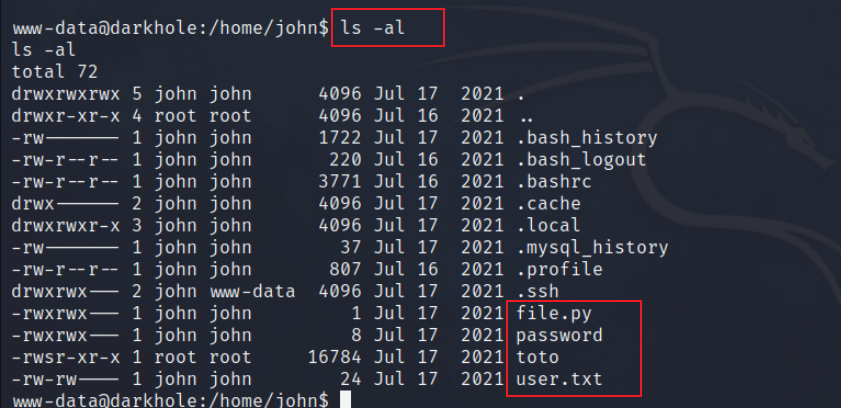 www-data@darkhole:/home/john$ ls -al
ls -al
total 72
drwxrwxrwx 5 john john      4096 Jul 17  2021 .
drwxr-xr-x 4 root root      4096 Jul 16  2021 ..
-rw------- 1 john john      1722 Jul 17  2021 .bash_history
-rw-r--r-- 1 john john       220 Jul 16  2021 .bash_logout
-rw-r--r-- 1 john john      3771 Jul 16  2021 .bashrc
drwx------ 2 john john      4096 Jul 17  2021 .cache
drwxrwxr-x 3 john john      4096 Jul 17  2021 .local
-rw------- 1 john john        37 Jul 17  2021 .mysql_history
-rw-r--r-- 1 john john       807 Jul 16  2021 .profile
drwxrwx--- 2 john www-data  4096 Jul 17  2021 .ssh
-rwxrwx--- 1 john john         1 Jul 17  2021 file.py
-rwxrwx--- 1 john john         8 Jul 17  2021 password
-rwsr-xr-x 1 root root     16784 Jul 17  2021 toto
-rw-rw---- 1 john john        24 Jul 17  2021 user.txt
www-data@darkhole:/home/john$